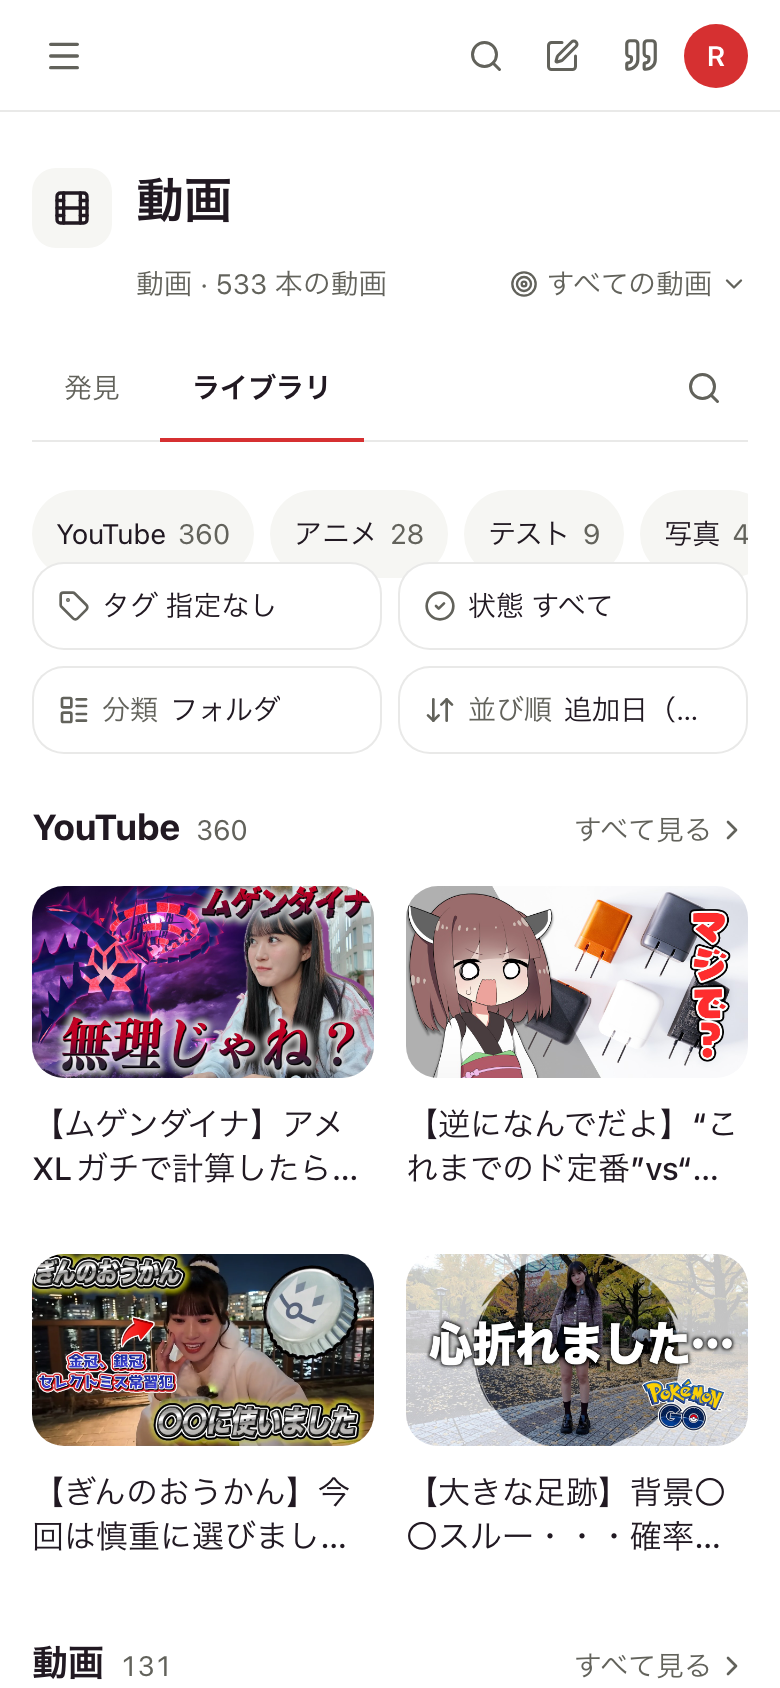 R
動画
動画 · 533 本の動画
すべての動画
発見
ライブラリ
YouTube 360
アニメ 28
テスト 9
写真 4
タグ 指定なし
状態 すべて
分類 フォルダ
並び順 追加日（...
YouTube 360
すべて見る
ムゲンダイナ
無理じゃね？
マジで？
【ムゲンダイナ】アメ
XLガチで計算したら...
【逆になんでだよ】“こ
れまでのド定番”vs“...
ぎんのおうかん
金冠、銀冠
セレクトミス常習犯
〇〇に使いました
心折れました…
POKéMON
GO
【ぎんのおうかん】今
回は慎重に選びまし...
【大きな足跡】背景〇
〇スルー・・・確率...
動画 131
すべて見る